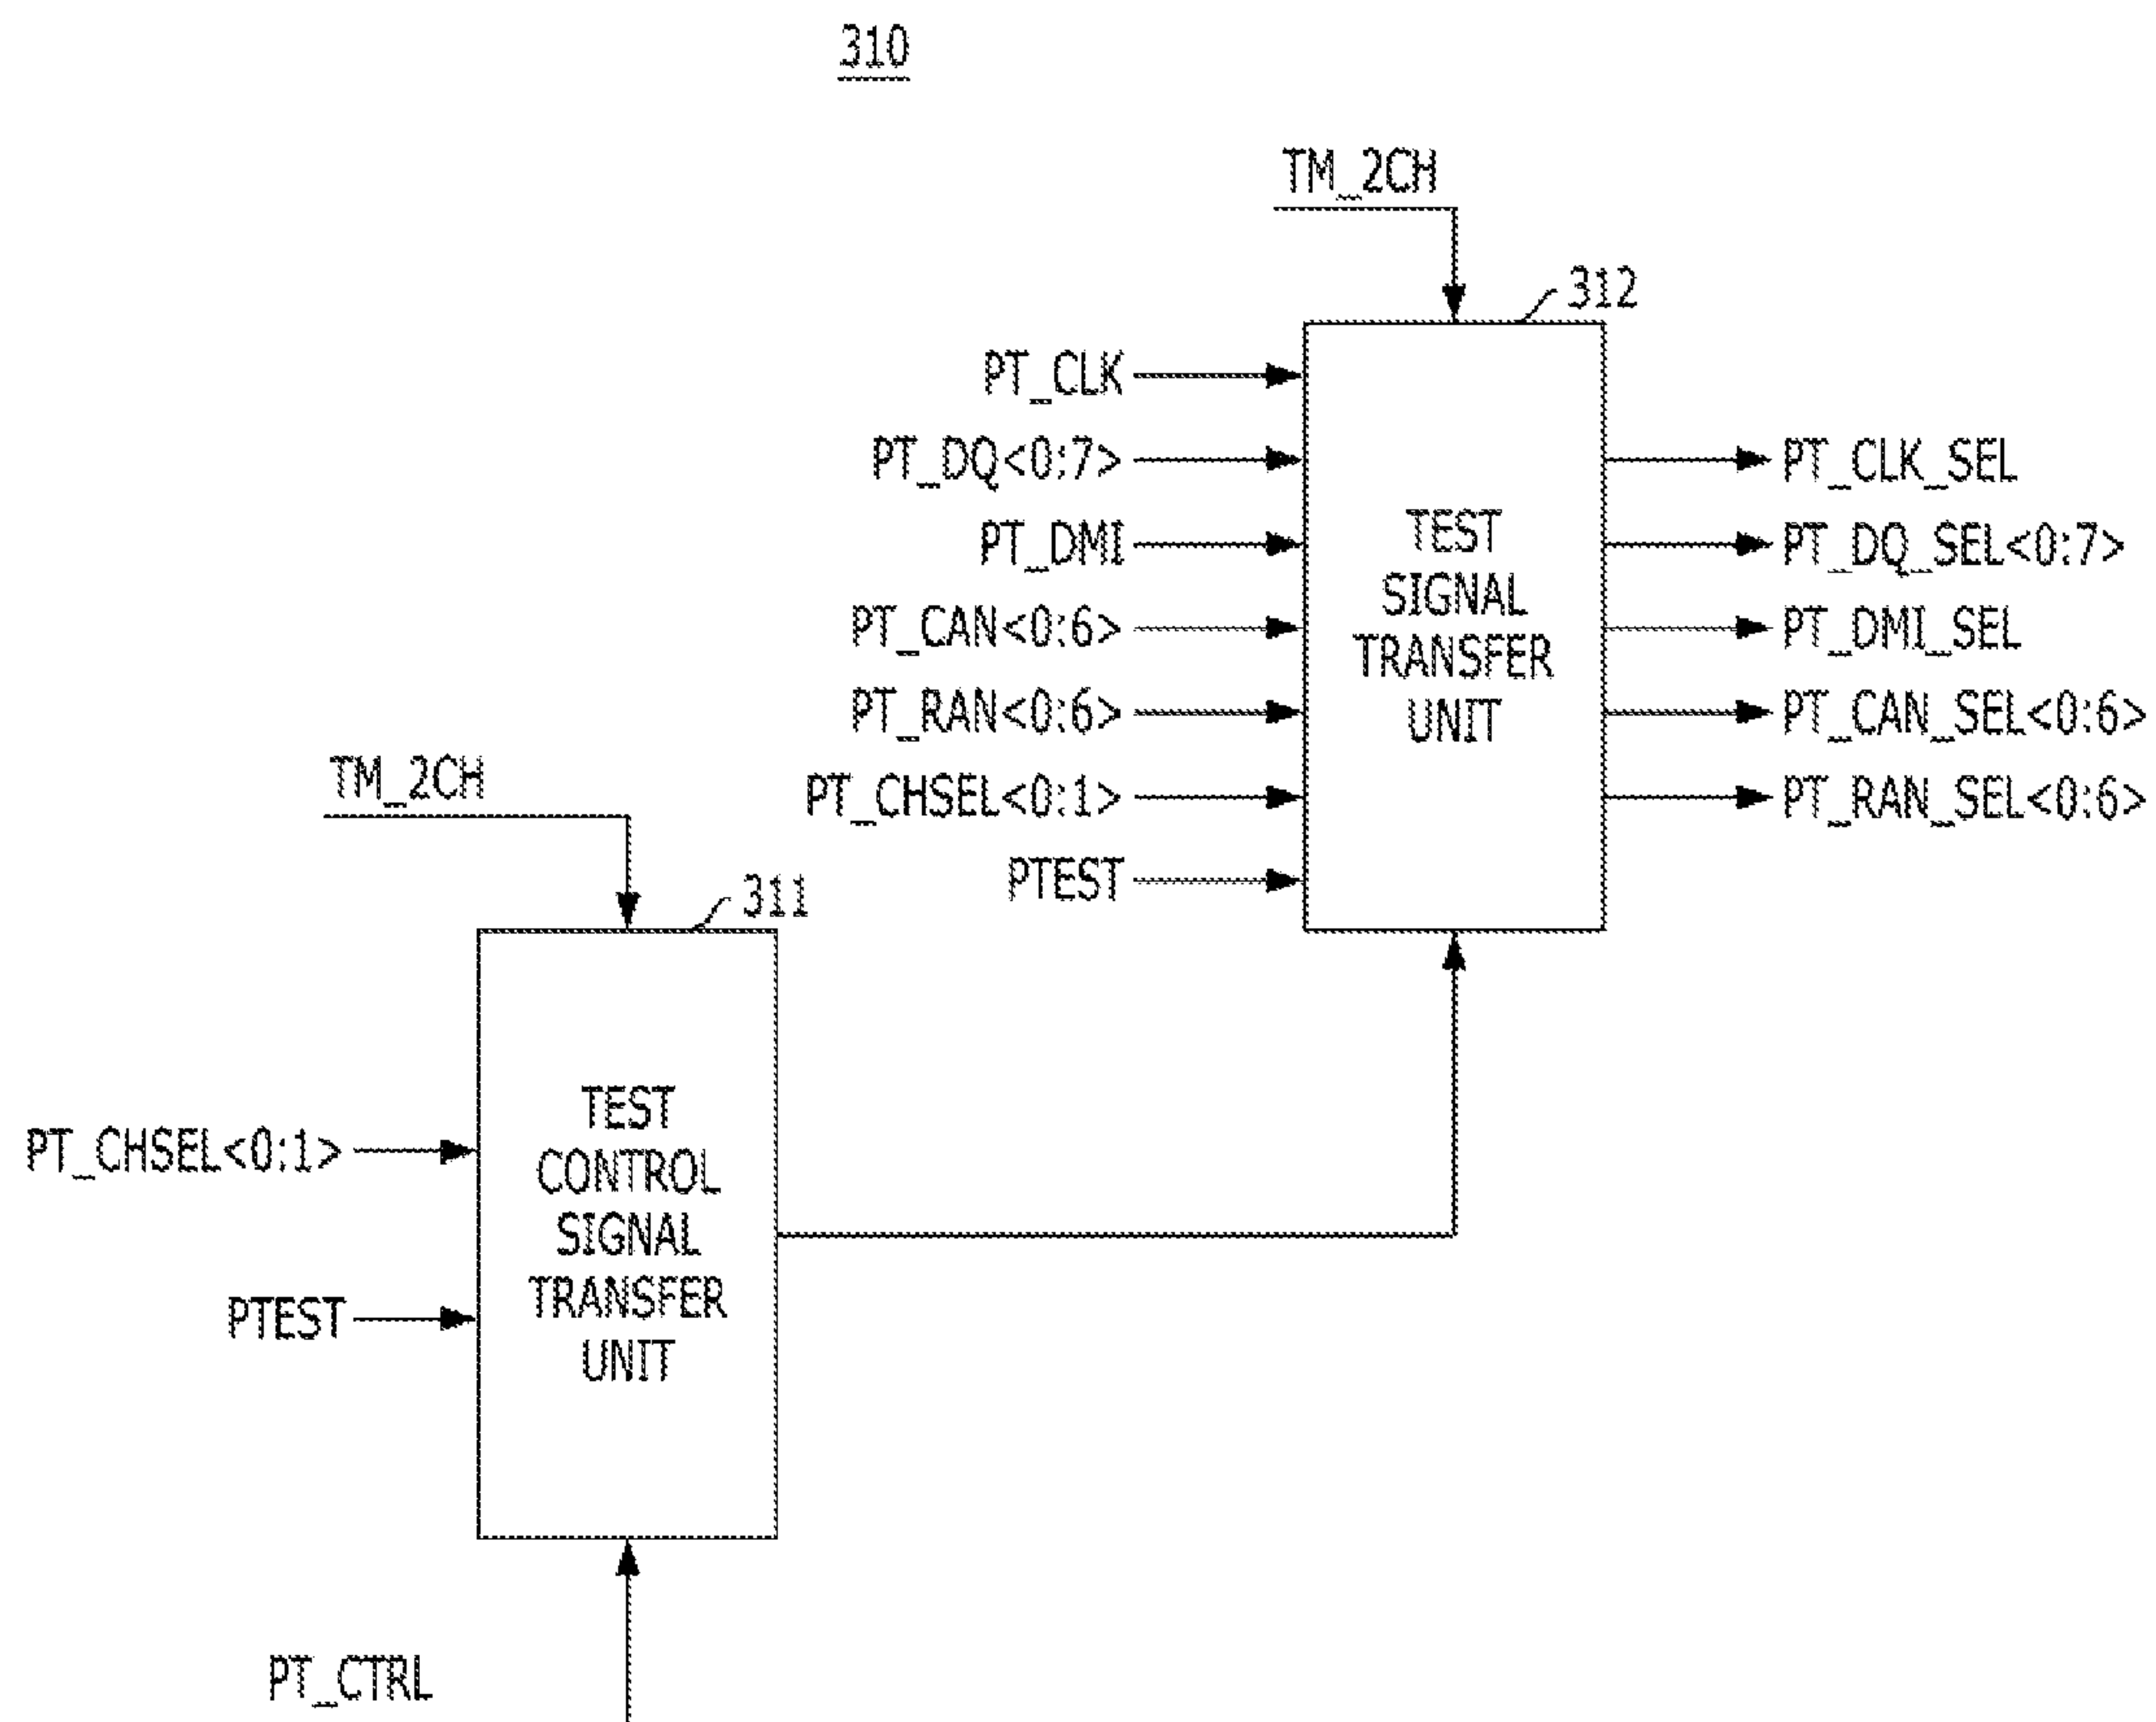 310
TM_2CH
312
PT_CLK
PT_DQ<0:7>
PT_DMI
PT_CAN<0:6>
PT_RAN<0:6>
PT_CHSEL<0:1>
PTEST
TEST
SIGNAL
TRANSFER
UNIT
PT_CLK_SEL
PT_DQ_SEL<0:7>
PT_DMI_SEL
PT_CAN_SEL<0:6>
PT_RAN_SEL<0:6>
TM_2CH
311
PT_CHSEL<0:1>
PTEST
TEST
CONTROL
SIGNAL
TRANSFER
UNIT
PT_CTRL